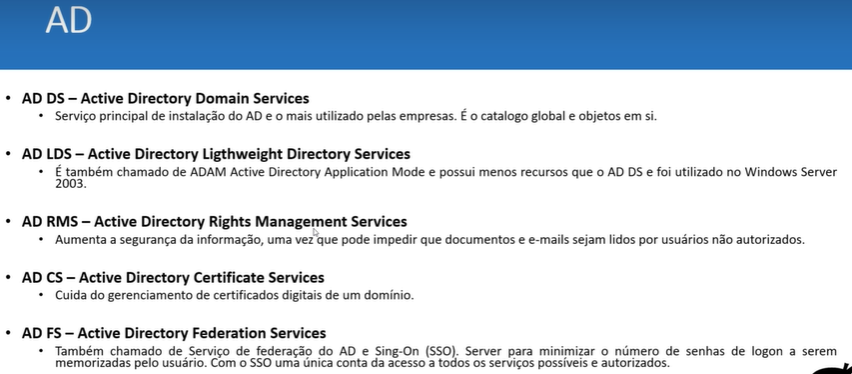 AD
• AD DS – Active Directory Domain Services
• Serviço principal de instalação do AD e o mais utilizado pelas empresas. É o catalogo global e objetos em si.
• AD LDS – Active Directory Ligthweight Directory Services
• É também chamado de ADAM Active Directory Application Mode e possui menos recursos que o AD DS e foi utilizado no Windows Server
2003.
• AD RMS – Active Directory Rights Management Services
• Aumenta a segurança da informação, uma vez que pode impedir que documentos e e-mails sejam lidos por usuários não autorizados.
• AD CS – Active Directory Certificate Services
• Cuida do gerenciamento de certificados digitais de um domínio.
• AD FS – Active Directory Federation Services
• Também chamado de Serviço de federação do AD e Sing-On (SSO). Server para minimizar o número de senhas de logon a serem
memorizadas pelo usuário. Com o SSO uma única conta da acesso a todos os serviços possíveis e autorizados.